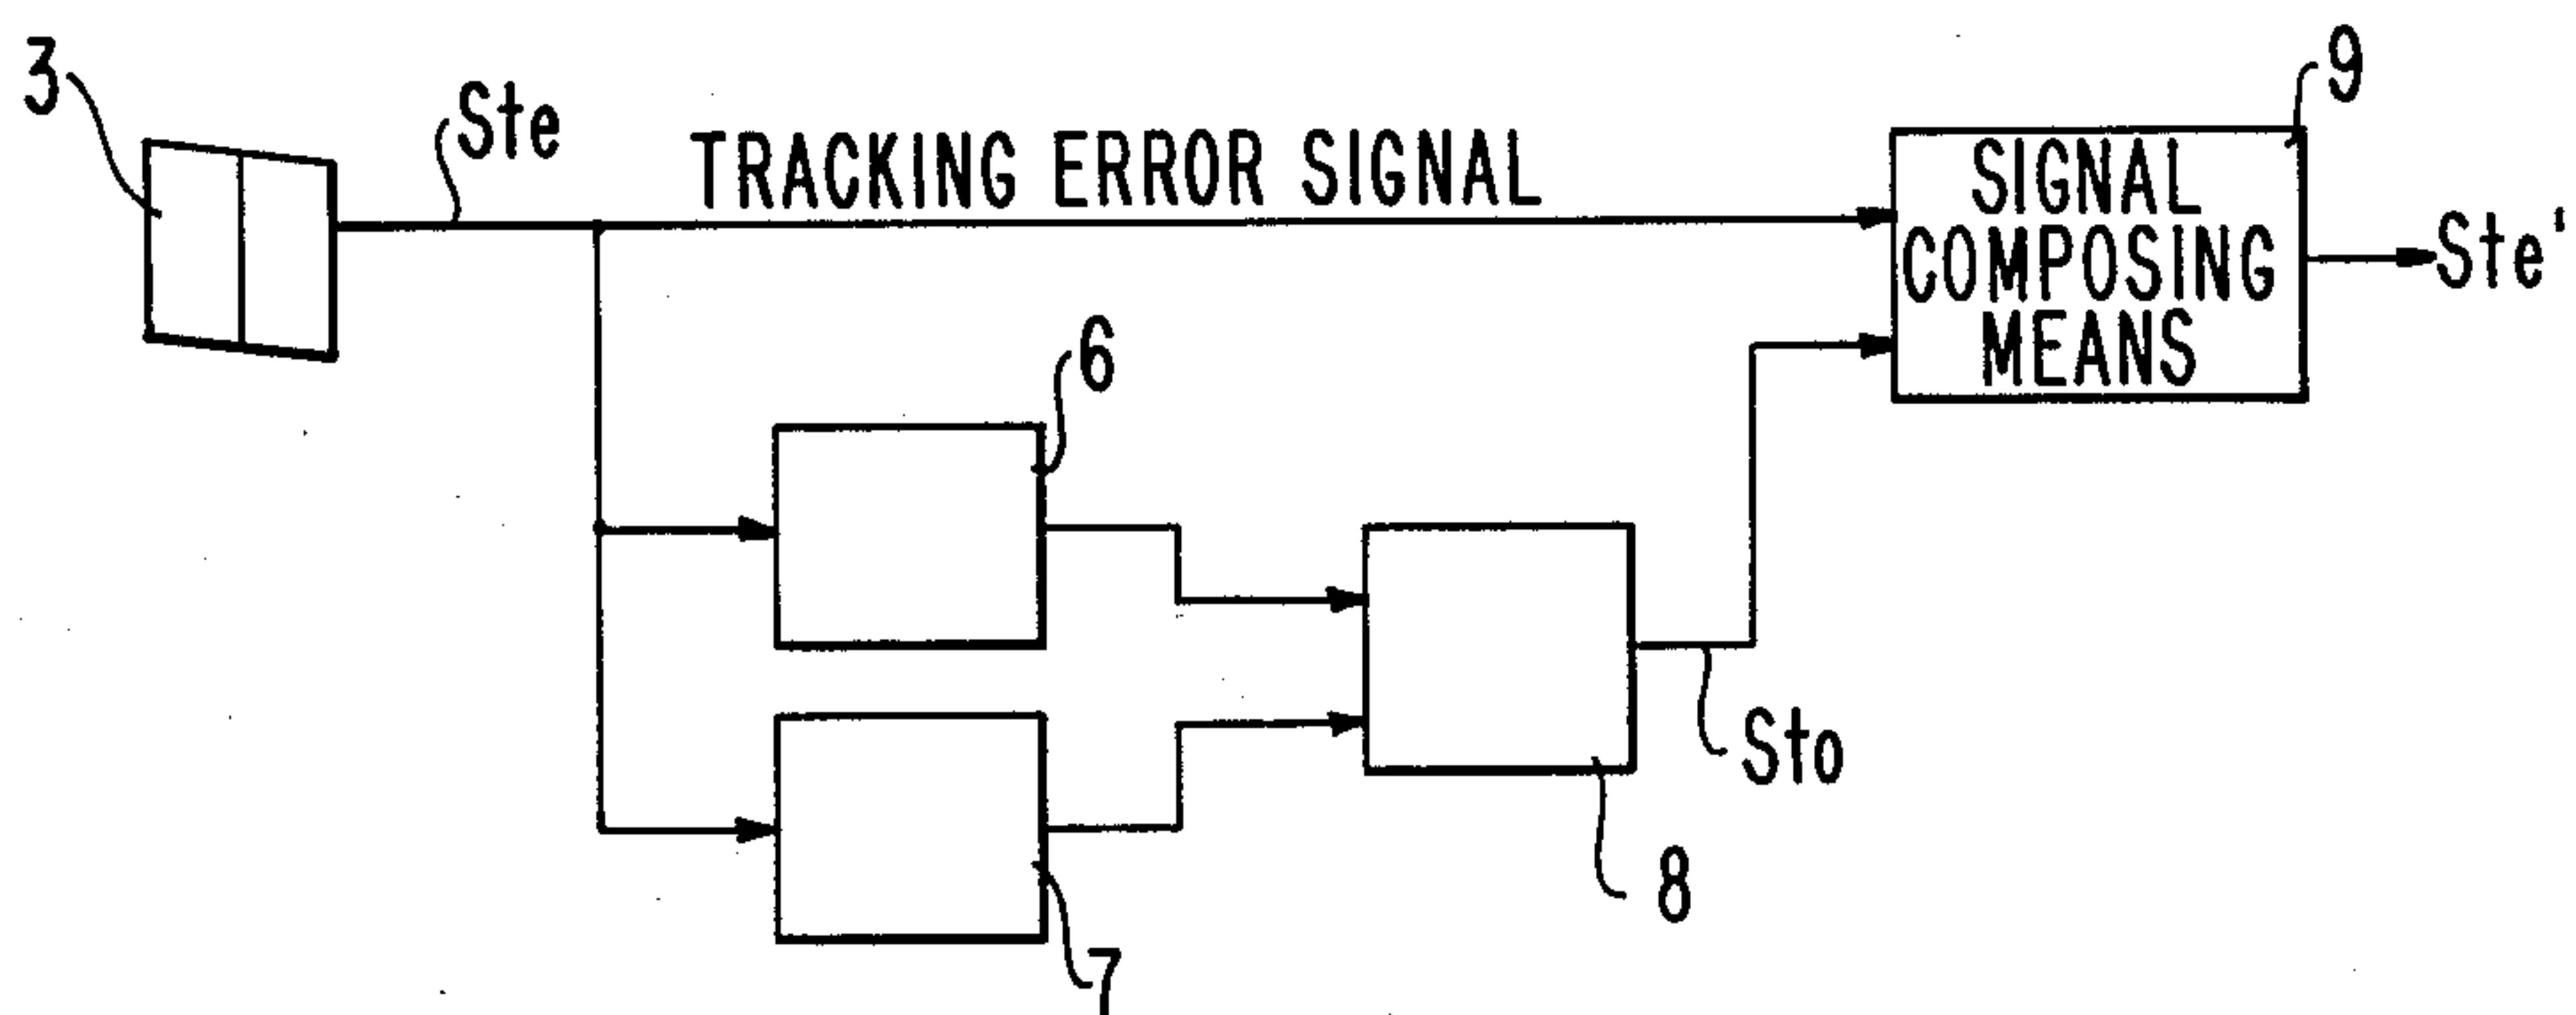 3
Ste
TRACKING ERROR SIGNAL
9
SIGNAL
COMPOSING
MEANS
Ste'
6
Sto
8
7